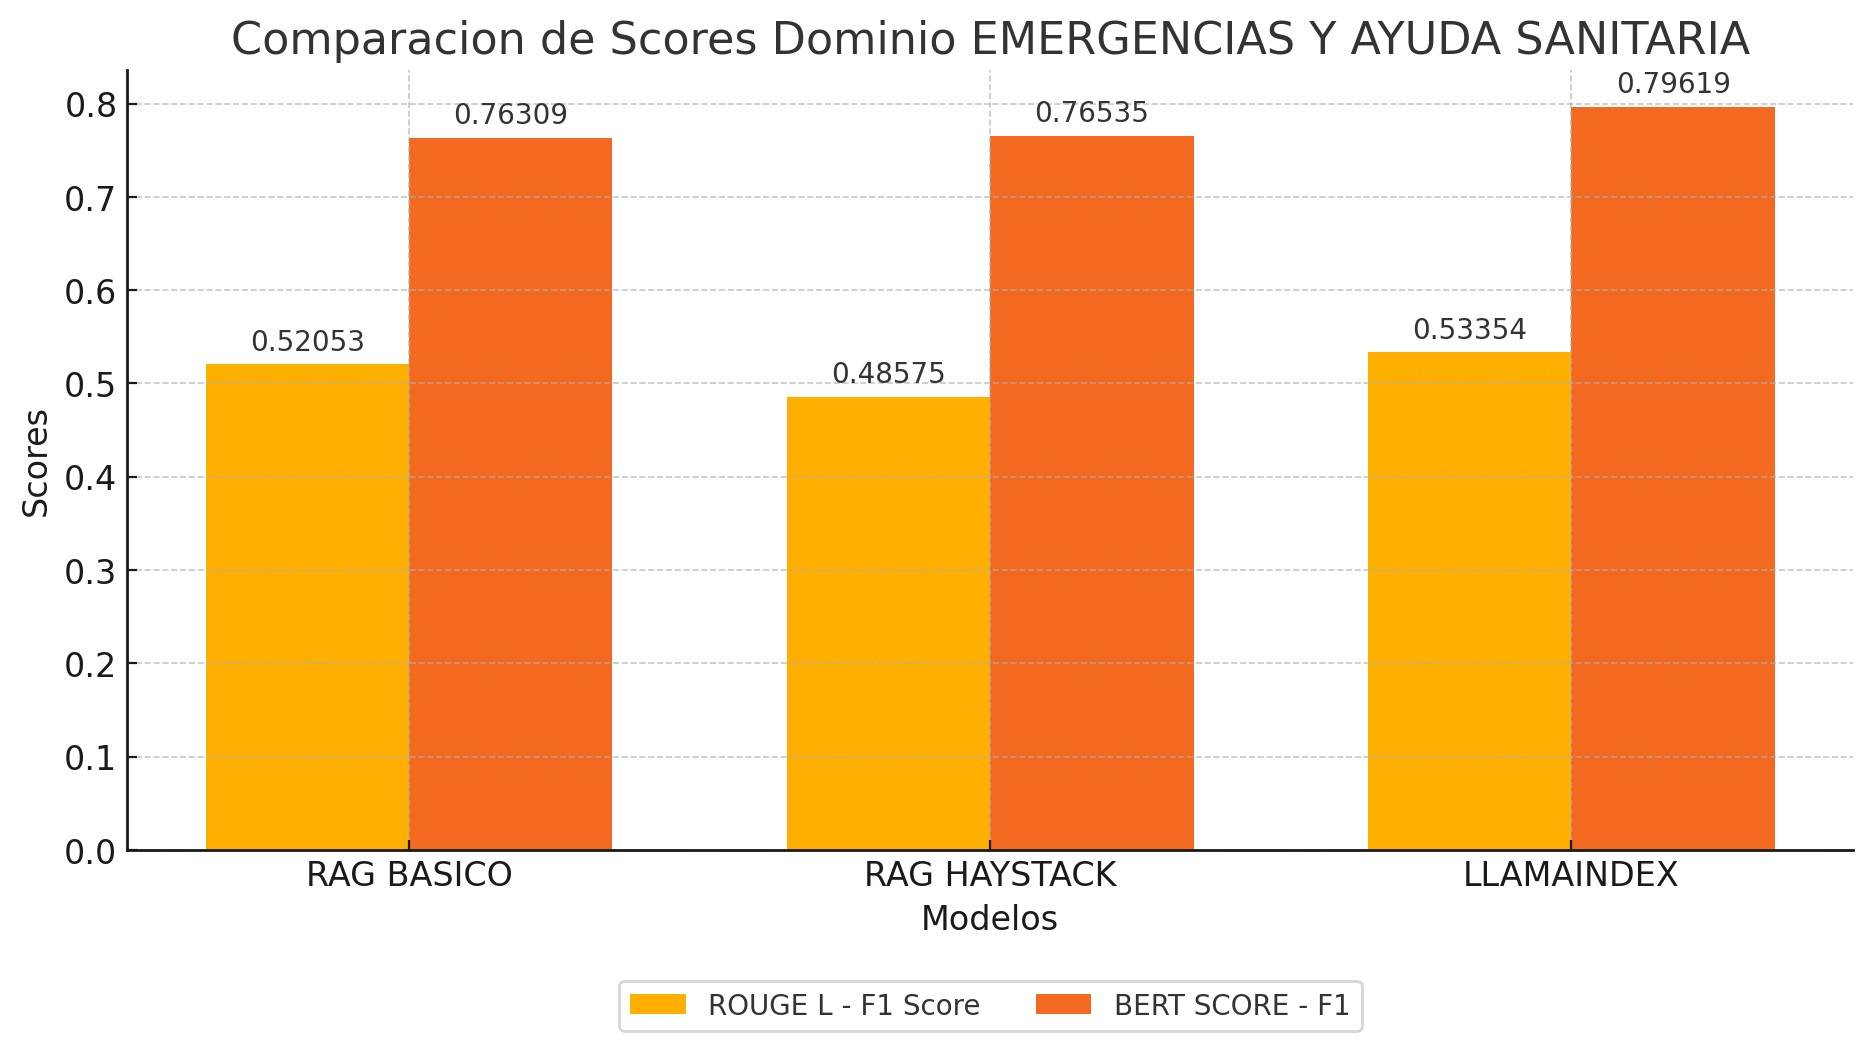 Comparacion de Scores Dominio EMERGENCIAS Y AYUDA SANITARIA
Scores
0.8
0.7
0.6
0.5
0.4
0.3
0.2
0.1
0.0
0.52053
0.76309
0.48575
0.76535
0.53354
0.79619
RAG BASICO
RAG HAYSTACK
LLAMAINDEX
Modelos
ROUGE L - F1 Score
BERT SCORE - F1